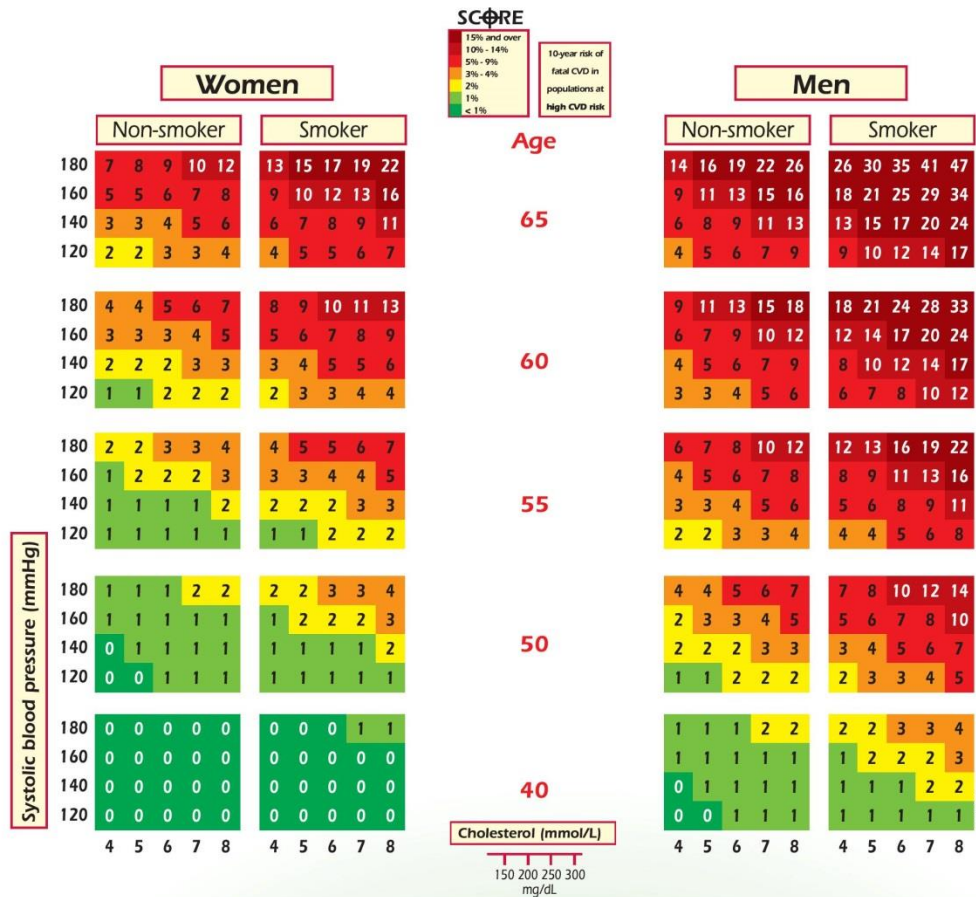 SCORE
15% and over
10% - 14%
5% - 9%
3% - 4%
2%
1%
< 1%
10-year risk of
fatal CVD in
populations at
high CVD risk
Women Men
Non-smoker Smoker Age Non-smoker Smoker
180 7 8 9 10 12 13 15 17 19 22 14 16 19 22 26 26 30 35 41 47
160 5 5 6 7 8 9 10 12 13 16 9 11 13 15 16 18 21 25 29 34
65
140 3 3 4 5 6 6 7 8 9 11 6 8 9 11 13 13 15 17 20 24
120 2 2 3 3 4 4 5 5 6 7 4 5 6 7 9 9 10 12 14 17
180 4 4 5 6 7 8 9 10 11 13 9 11 13 15 18 18 21 24 28 33
160 3 3 3 4 5 5 6 7 8 9 6 7 9 10 12 12 14 17 20 24
60
140 2 2 2 3 3 3 4 5 5 6 4 5 6 7 9 8 10 12 14 17
120 1 1 2 2 2 2 3 3 4 4 3 3 4 5 6 6 7 8 10 12
180 2 2 3 3 4 4 5 5 6 7 6 7 8 10 12 12 13 16 19 22
160 1 2 2 2 3 3 3 4 4 5 4 5 6 7 8 8 9 11 13 16
55
140 1 1 1 1 2 2 2 2 3 3 3 3 4 5 6 5 6 8 9 11
120 1 1 1 1 1 1 1 2 2 2 2 2 3 3 4 4 4 5 6 8
180 1 1 1 2 2 2 2 3 3 4 4 4 5 6 7 7 8 10 12 14
160 1 1 1 1 1 1 2 2 2 3 2 3 3 4 5 5 6 7 8 10
50
140 0 1 1 1 1 1 1 1 1 2 2 2 2 3 3 3 4 5 6 7
120 0 0 1 1 1 1 1 1 1 1 1 1 2 2 2 2 3 3 4 5
180 0 0 0 0 0 0 0 0 1 1 1 1 1 2 2 2 2 3 3 4
160 0 0 0 0 0 0 0 0 0 0 1 1 1 1 1 1 2 2 2 3
140 0 0 0 0 0 0 0 0 0 0 0 1 1 1 1 1 1 1 2 2
40
120 0 0 0 0 0 0 0 0 0 0 0 0 1 1 1 1 1 1 1 1
4 5 6 7 8 4 5 6 7 8
Systolic blood pressure (mmHg)
Cholesterol (mmol/L)
150 200 250 300
mg/dL